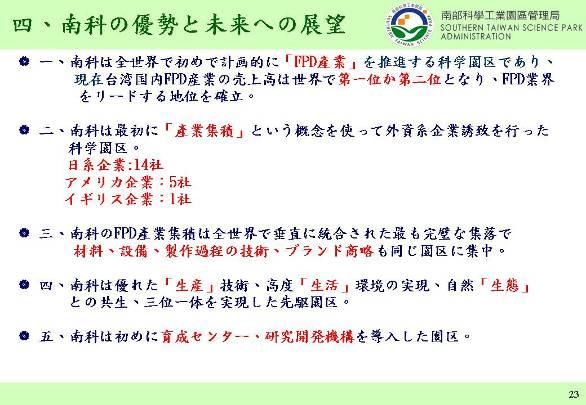 四、南科の優勢と未来への展望
南部科學工業園區管理局
SOUTHERN TAIWAN SCIENCE PARK
ADMINISTRATION
一、南科は全世界で初めて計画的に「FPD産業」を推進する科学園区であり、
現在台湾国内FPD産業の売上高は世界で第一位か第二位となり、FPD業界
をリ--ドする地位を確立。
二、南科は最初に「産業集積」という概念を使って外資系企業誘致を行った
科学園区。
日系企業:14社
アメリカ企業：5社
イギリス企業：1社
三、南科のFPD産業集積は全世界で垂直に統合された最も完璧な集落で
材料、設備、製作過程の技術、ブランド商略も同じ園区に集中。
四、南科は優れた「生産」技術、高度「生活」環境の実現、自然「生態」
との共生、三位一体を実現した先駆園区。
五、南科は初めに育成センタ--、研究開発機構を導入した園区。
23